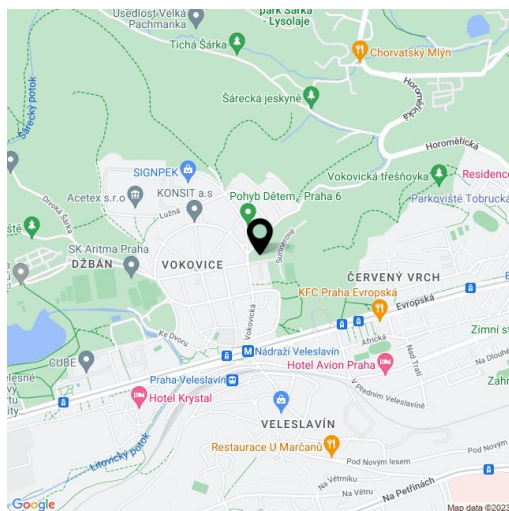 Usedlost Velká
Pachmanka
park Šárka
- Lysolaje
Tichá Šárka
Chorvatský Mlýn
Šárecký potok
Šárecká jeskyně
Horoměřická
Horoměřická
SIGNPEK
Vokovická třešňovka
Residence
Acetex s.r.o
KONSIT a.s
Pohyb Dětem, Praha 6
Parkoviště Tobrucká
Lužná
Divoká Šárka
iště
SK Aritma Praha
DŽBÁN
VOKOVICE
ČERVENÝ VRCH
KFC Praha Evropská
Evropská
Vokovická
Ke Dvoru
Africká
Zimní st
Nádraží Veleslavín
Nad Tratí
Na Dlouhé
CUBE
Hotel Avion Praha
Praha-Veleslavín
Zahr
Hotel Krystal
V Předním Veleslavíně
VELESLAVÍN
Litovický potok
Restaurace U Marčanů
Pod Novým
Pod Novým lesem
Na Větrníku
Na Větru
Na Petřinách
Google
Map data ©2023